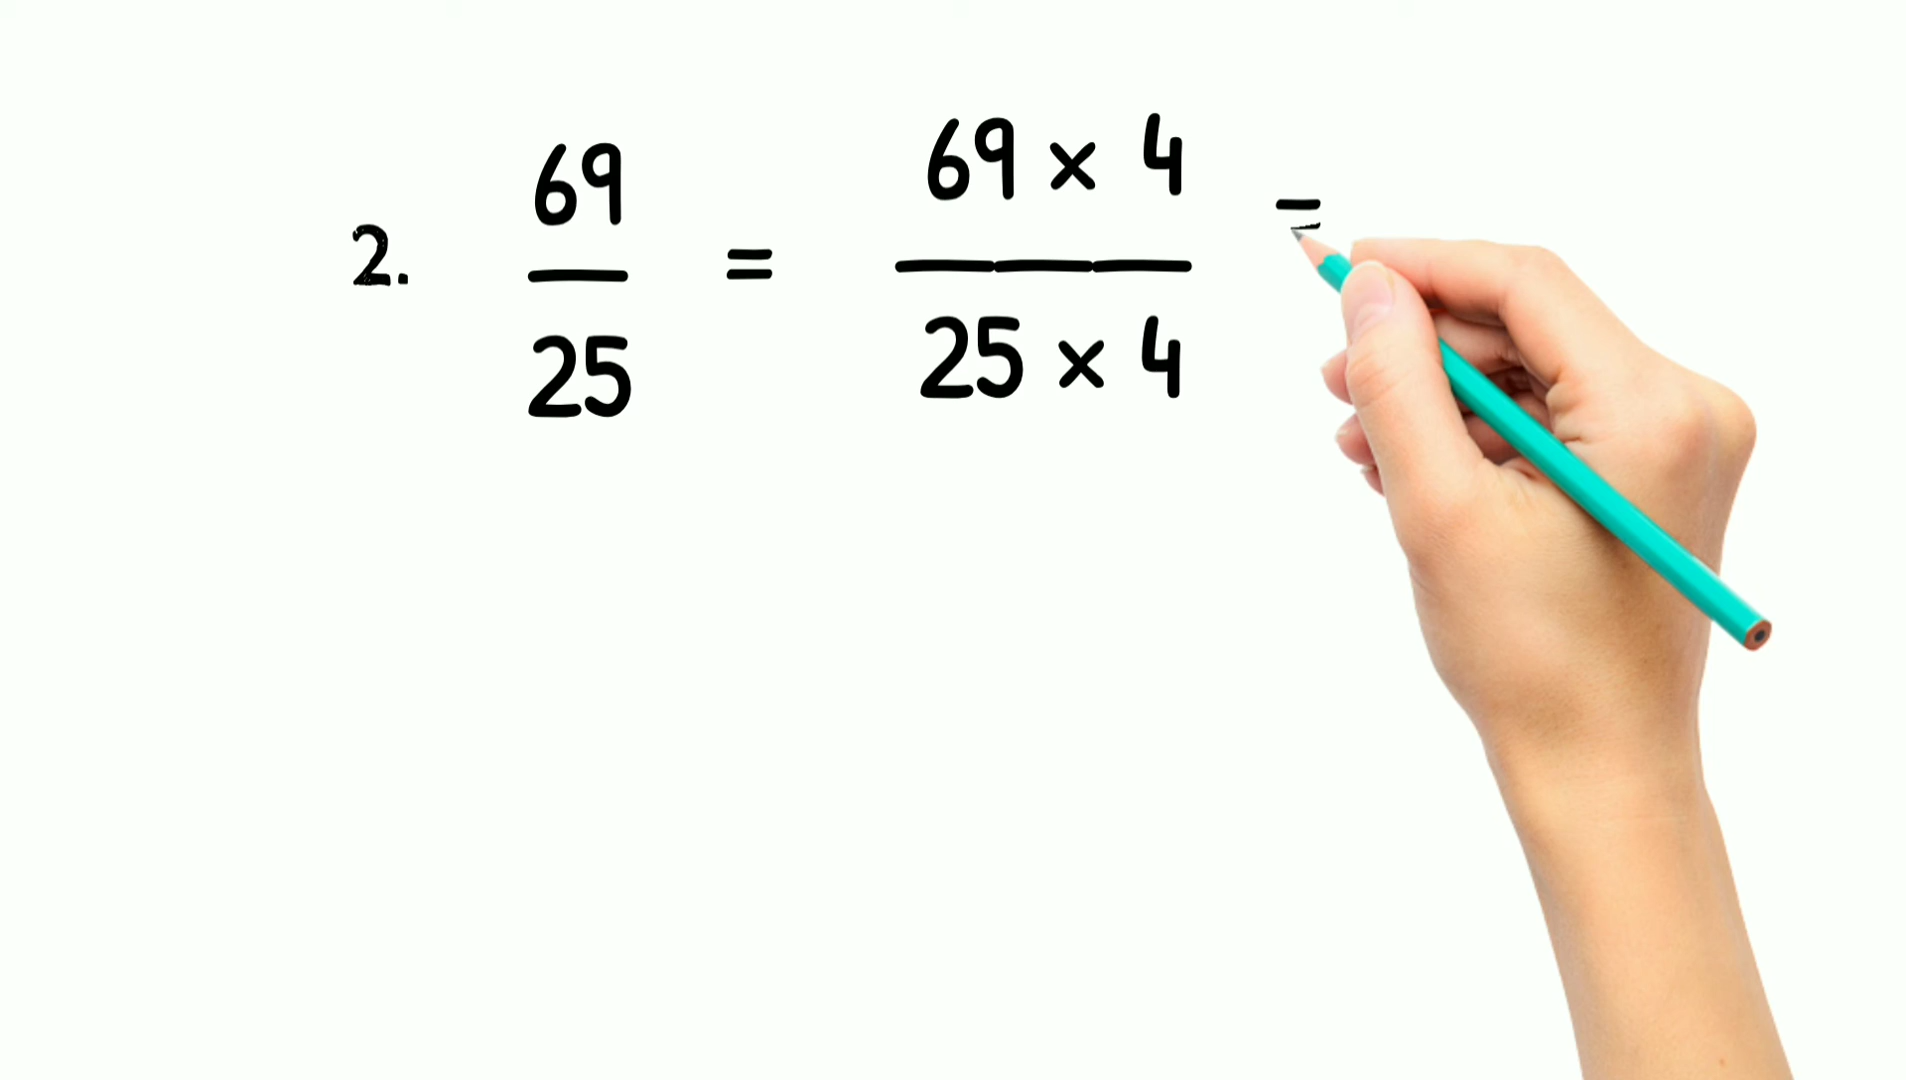 2. 69/25 = 69 × 4 / 25 × 4 =